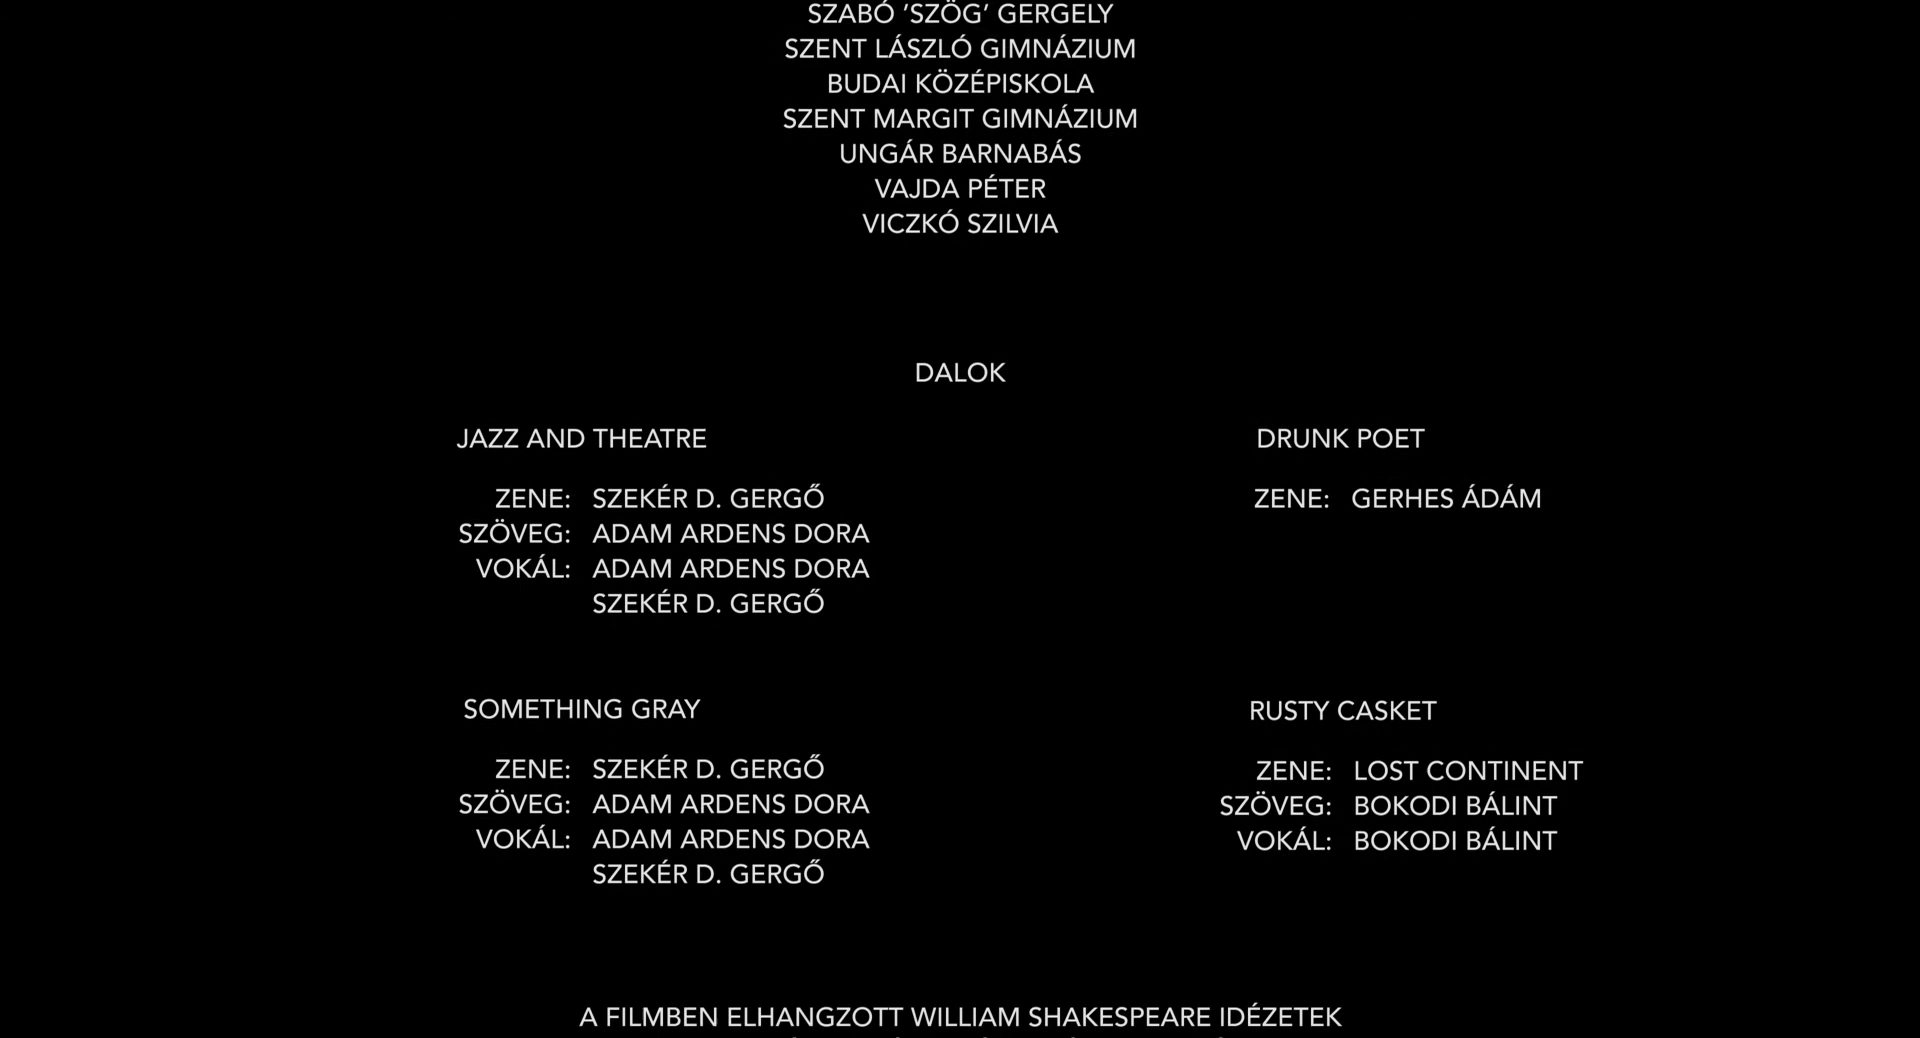 SZABÓ ’SZÖG’ GERGELY
SZENT LÁSZLÓ GIMNÁZIUM
BUDAI KÖZÉPISKOLA
SZENT MARGIT GIMNÁZIUM
UNGÁR BARNABÁS
VAJDA PÉTER
VICZKÓ SZILVIA
DALOK
JAZZ AND THEATRE
ZENE: SZEKÉR D. GERGŐ
SZÖVEG: ADAM ARDENS DORA
VOKÁL: ADAM ARDENS DORA
SZEKÉR D. GERGŐ
DRUNK POET
ZENE: GERHES ÁDÁM
SOMETHING GRAY
ZENE: SZEKÉR D. GERGŐ
SZÖVEG: ADAM ARDENS DORA
VOKÁL: ADAM ARDENS DORA
SZEKÉR D. GERGŐ
RUSTY CASKET
ZENE: LOST CONTINENT
SZÖVEG: BOKODI BÁLINT
VOKÁL: BOKODI BÁLINT
A FILMBEN ELHANGZOTT WILLIAM SHAKESPEARE IDÉZETEK